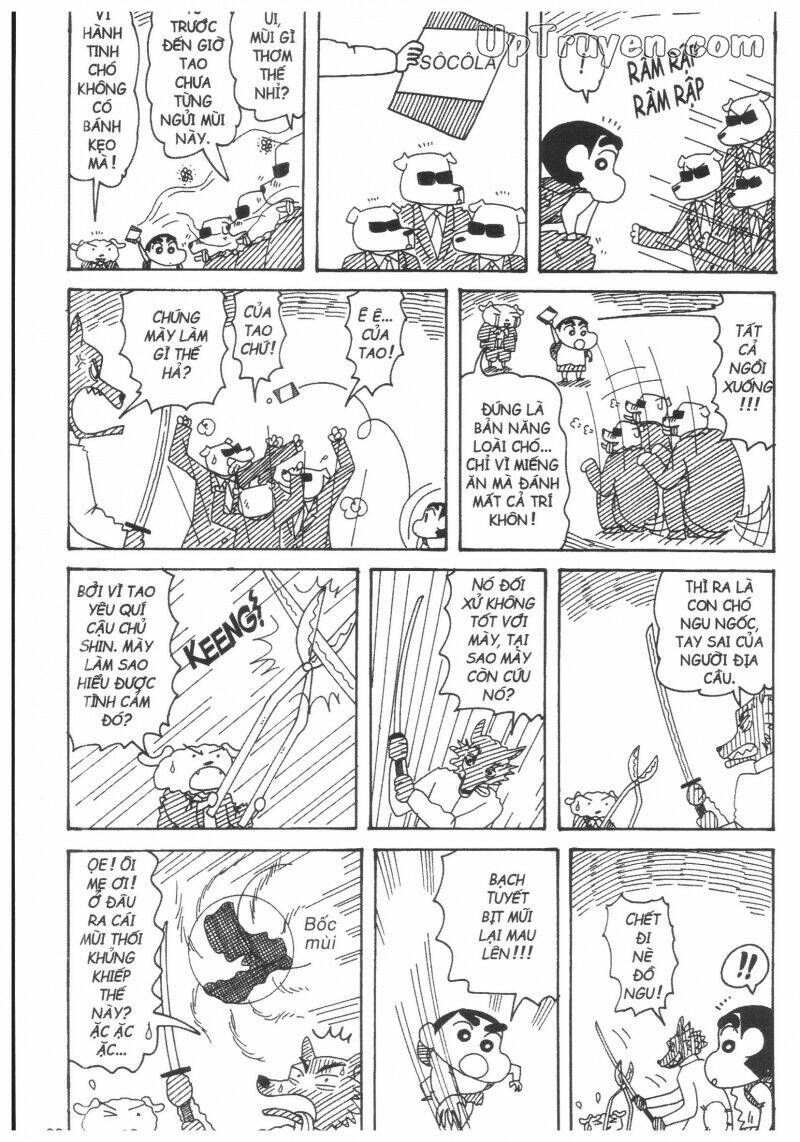 UpTruyen.com
!
RẦM RẬP
RẦM RẬP
SÔCÔLA
UI,
MÙI GÌ
THƠM
THẾ
NHỈ?
TỪ
TRƯỚC
ĐẾN GIỜ
TAO
CHƯA
TỪNG
NGỬI MÙI
NÀY.
VÌ
HÀNH
TINH
CHÓ
KHÔNG
CÓ
BÁNH
KẸO
MÀ!
TẤT
CẢ
NGỒI
XUỐNG
!!!
ĐÚNG LÀ
BẢN NĂNG
LOÀI CHÓ...
CHỈ VÌ MIẾNG
ĂN MÀ ĐÁNH
MẤT CẢ TRÍ
KHÔN!
Ê Ê...
CỦA
TAO!
CỦA
TAO
CHỨ!
CHÚNG
MÀY LÀM
GÌ THẾ
HẢ?
THÌ RA LÀ
CON CHÓ
NGU NGỐC,
TAY SAI CỦA
NGƯỜI ĐỊA
CẦU.
NÓ ĐỐI
XỬ KHÔNG
TỐT VỚI
MÀY, TẠI
SAO MÀY
CÒN CỨU
NÓ?
KEENG!
BỞI VÌ TAO
YÊU QUÍ
CẬU CHỦ
SHIN. MÀY
LÀM SAO
HIỂU ĐƯỢC
TÌNH CẢM
ĐÓ?
CHẾT
ĐI
NÈ
ĐỒ
NGU!
!!
BẠCH
TUYẾT
BỊT MŨI
LẠI MAU
LÊN!!!
Bốc
mùi
ỌE! ÔI
MẸ ƠI!
Ở ĐÂU
RA CÁI
MÙI THỐI
KHỦNG
KHIẾP
THẾ
NÀY?
ẶC ẶC
ẶC...